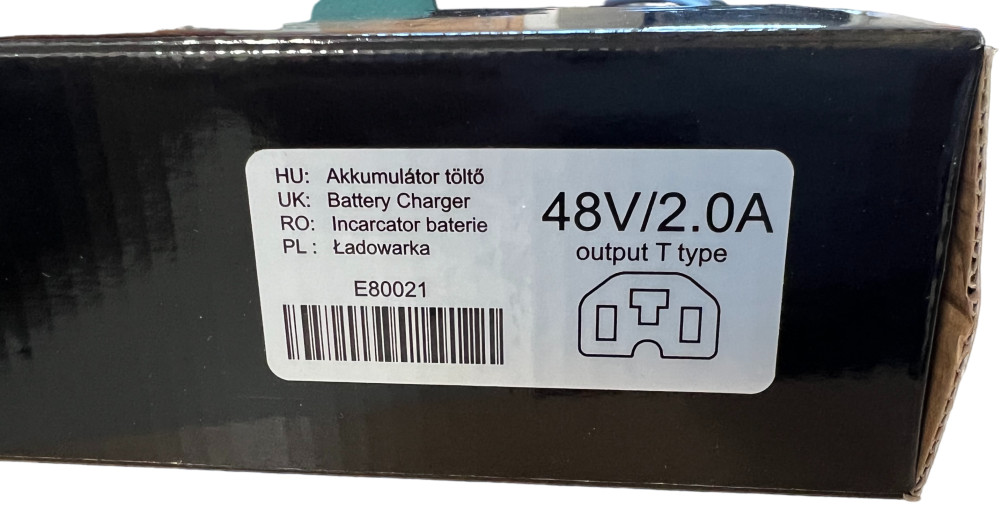 HU: Akkumulátor töltő
UK: Battery Charger
RO: Incarcator baterie
PL: Ładowarka
E80021
48V/2.0A
output T type